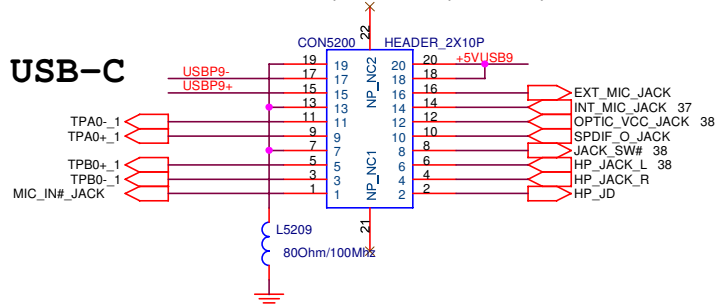 22
CON5200 HEADER_2X10P
USB-C
NP_NC2
19 19 20 20 +5VUSB9
USBP9- 17 17 18 18
USBP9+ 15 15 16 16 EXT_MIC_JACK
13 13 14 14 INT_MIC_JACK 37
TPA0-_1 11 11 12 12 OPTIC_VCC_JACK 38
TPA0+_1 9 9 10 10 SPDIF_O_JACK
7 7 8 8 JACK_SW# 38
TPB0+_1 5 5 6 6 HP_JACK_L 38
TPB0-_1 3 3 4 4 HP_JACK_R
MIC_IN#_JACK 1 1 2 2 HP_JD
NP_NC1
21
L5209
80Ohm/100Mhz